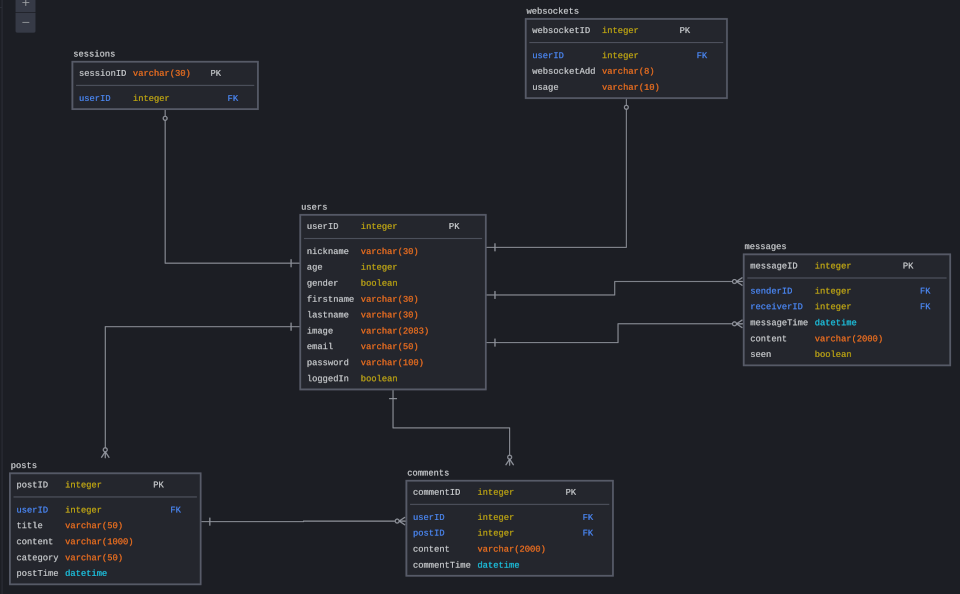 +
−
sessions
sessionID varchar(30) PK
userID integer FK
websockets
websocketID integer PK
userID integer FK
websocketAdd varchar(8)
usage varchar(10)
users
userID integer PK
nickname varchar(30)
age integer
gender boolean
firstname varchar(30)
lastname varchar(30)
image varchar(2083)
email varchar(50)
password varchar(100)
loggedIn boolean
messages
messageID integer PK
senderID integer FK
receiverID integer FK
messageTime datetime
content varchar(2000)
seen boolean
posts
postID integer PK
userID integer FK
title varchar(50)
content varchar(1000)
category varchar(50)
postTime datetime
comments
commentID integer PK
userID integer FK
postID integer FK
content varchar(2000)
commentTime datetime